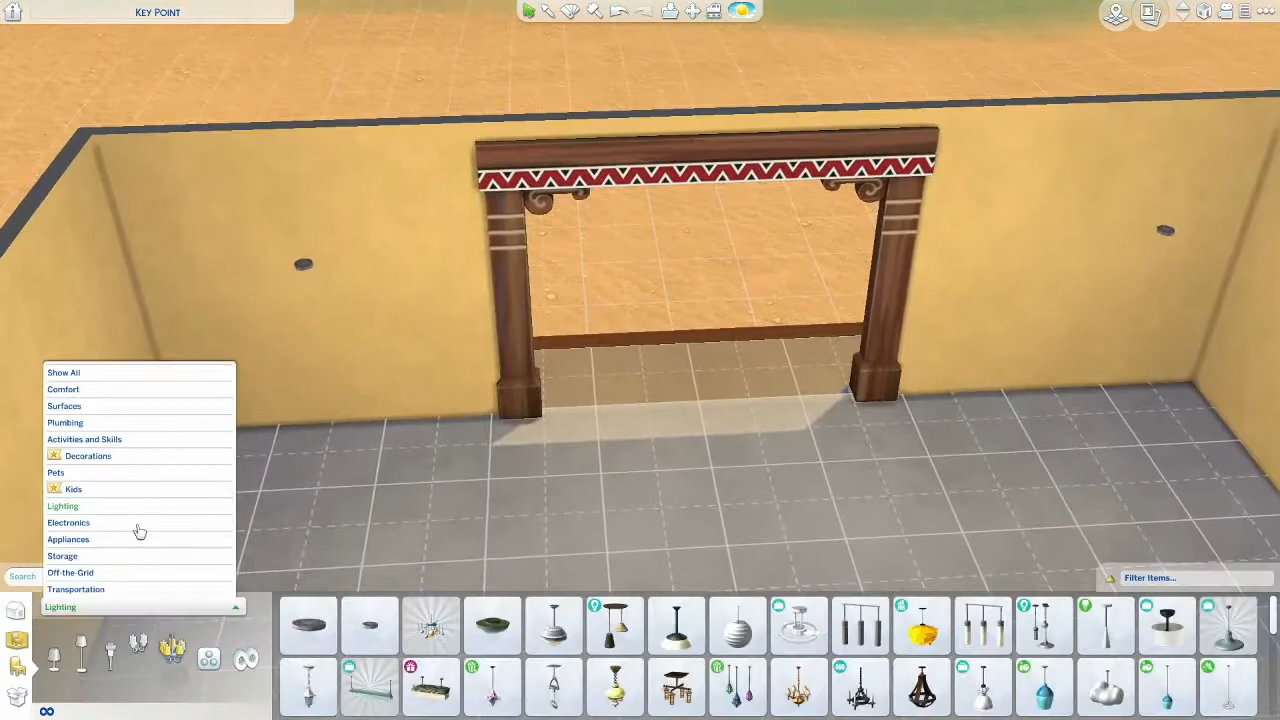 KEY POINT
Show All
Comfort
Surfaces
Plumbing
Activities and Skills
Decorations
Pets
Kids
Lighting
Electronics
Appliances
Storage
Off-the-Grid
Transportation
Search
Filter Items...
Lighting